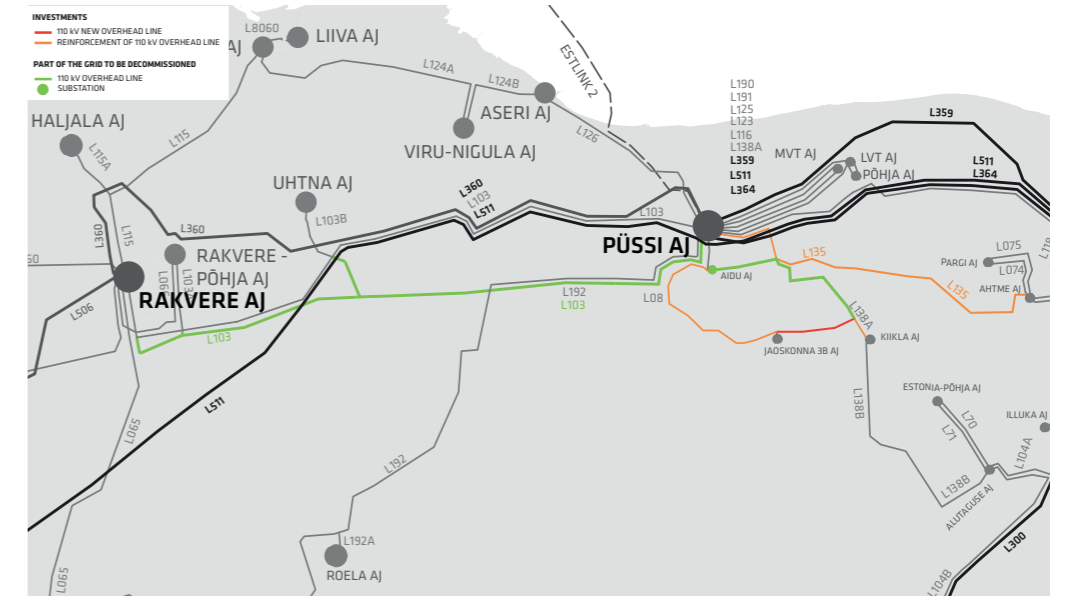 INVESTMENTS
110 kV NEW OVERHEAD LINE
REINFORCEMENT OF 110 kV OVERHEAD LINE
PART OF THE GRID TO BE DECOMMISSIONED
110 kV OVERHEAD LINE
SUBSTATION
L8060
AJ
LIIVA AJ
L124A
L124B
ASERI AJ
L126
VIRU-NIGULA AJ
ESTLINK 2
HALJALA AJ
L115A
L115
UHTNA AJ
L103B
L360
L103
L511
L103
L190
L191
L125
L123
L116
L138A
L359
L511
L364
MVT AJ
LVT AJ
PÕHJA AJ
L359
L511
L364
L360
L115
L360
RAKVERE -
PÕHJA AJ
RAKVERE AJ
L506
L103
L511
PÜSSI AJ
AIDU AJ
L192
L103
L08
L135
L135
L138A
JAOSKONNA 3B AJ
KIIKLA AJ
PARGI AJ
L075
L074
AHTME AJ
ESTONIA-PÕHJA AJ
L70
L71
ILLUKA AJ
L104A
L138B
L138B
ALUTAGUSE AJ
L300
L104B
L065
L065
L192
L192A
ROELA AJ